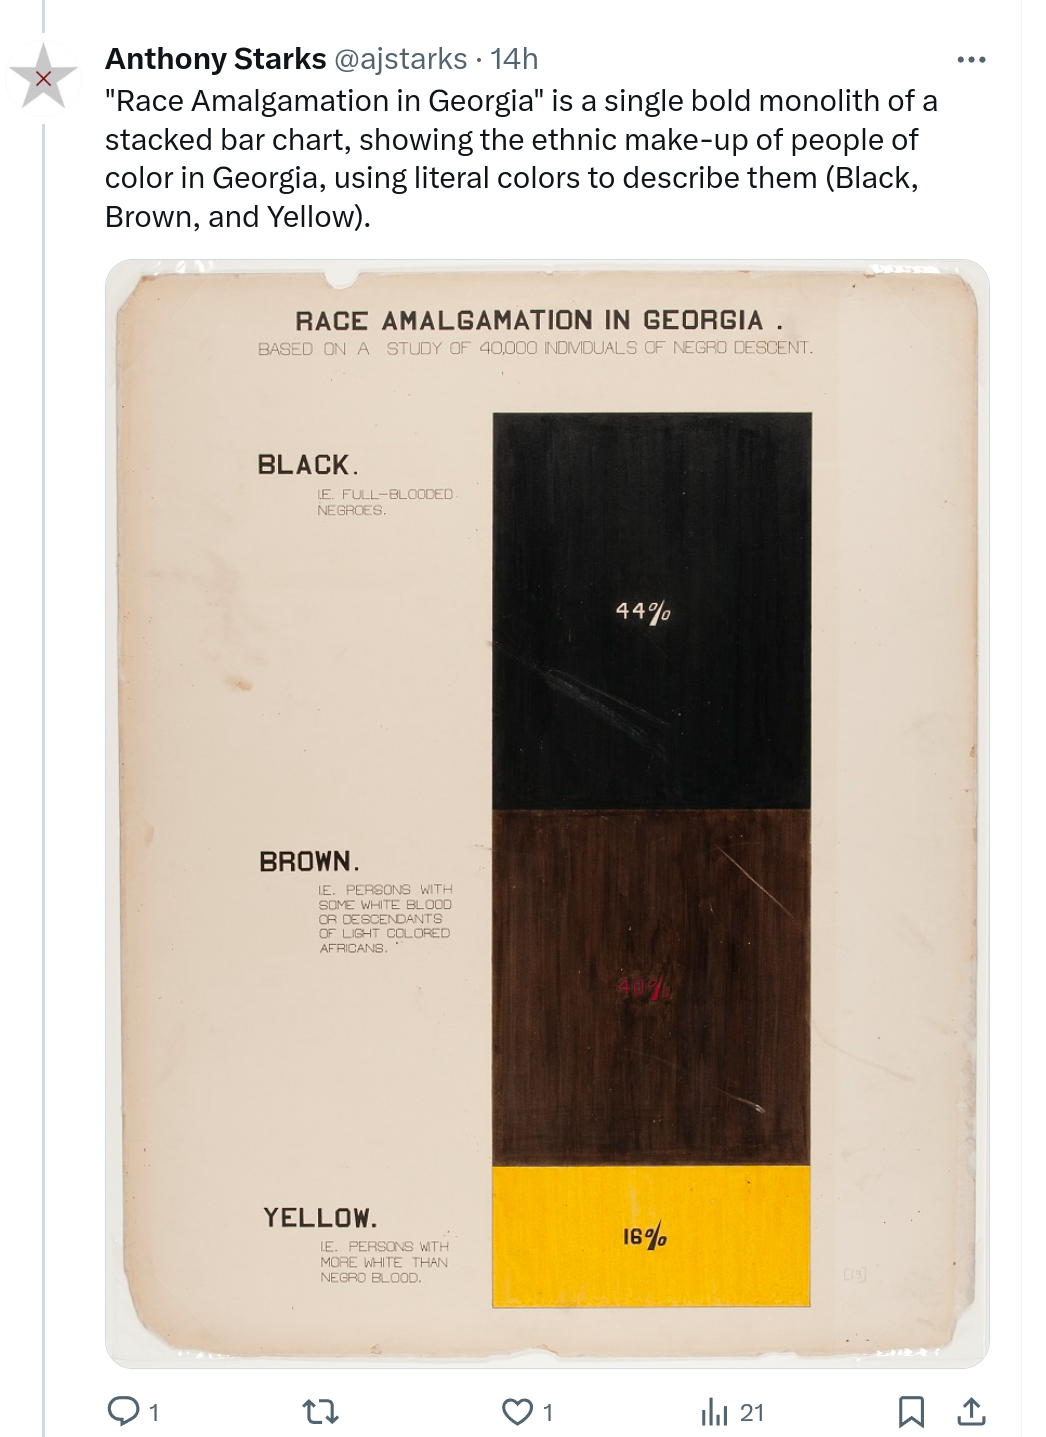 Anthony Starks @ajstarks · 14h
"Race Amalgamation in Georgia" is a single bold monolith of a
stacked bar chart, showing the ethnic make-up of people of
color in Georgia, using literal colors to describe them (Black,
Brown, and Yellow).
RACE AMALGAMATION IN GEORGIA .
BASED ON A STUDY OF 40,000 INDIVIDUALS OF NEGRO DESCENT.
BLACK.
I.E. FULL-BLOODED
NEGROES.
44%
BROWN.
I.E. PERSONS WITH
SOME WHITE BLOOD
OR DESCENDANTS
OF LIGHT COLORED
AFRICANS.
40%
YELLOW.
I.E. PERSONS WITH
MORE WHITE THAN
NEGRO BLOOD.
16%
[13]
1
1
21